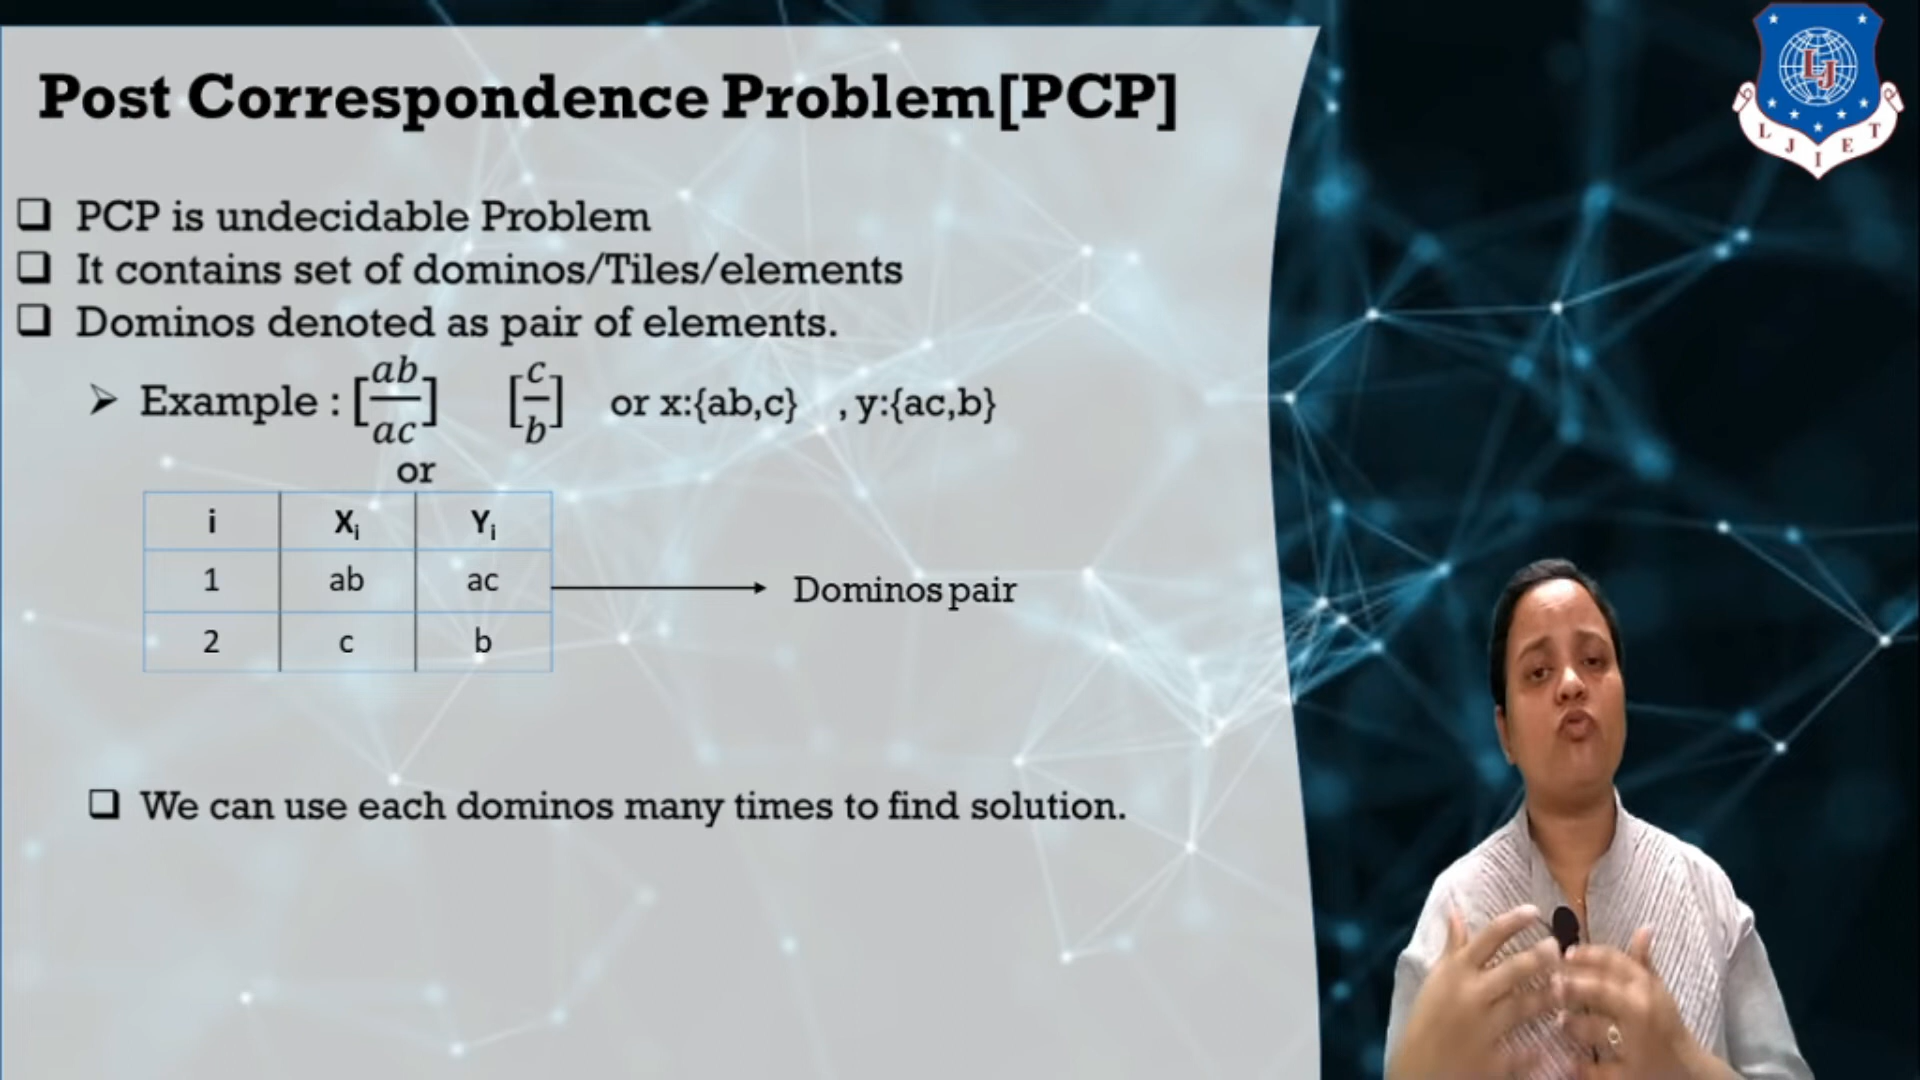 Post Correspondence Problem[PCP]
L J I E T
LJ
❑ PCP is undecidable Problem
❑ It contains set of dominos/Tiles/elements
❑ Dominos denoted as pair of elements.
➢ Example : [ab/ac] [c/b] or x:{ab,c} , y:{ac,b}
or
i Xi Yi
1 ab ac
Dominos pair
2 c b
❑ We can use each dominos many times to find solution.